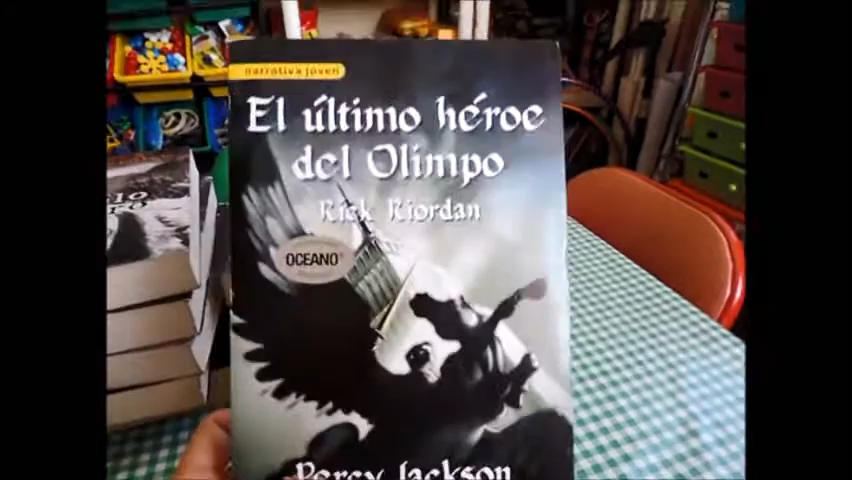 narrativa joven
El último héroe
del Olimpo
Rick Riordan
OCEANO
Percy Jackson